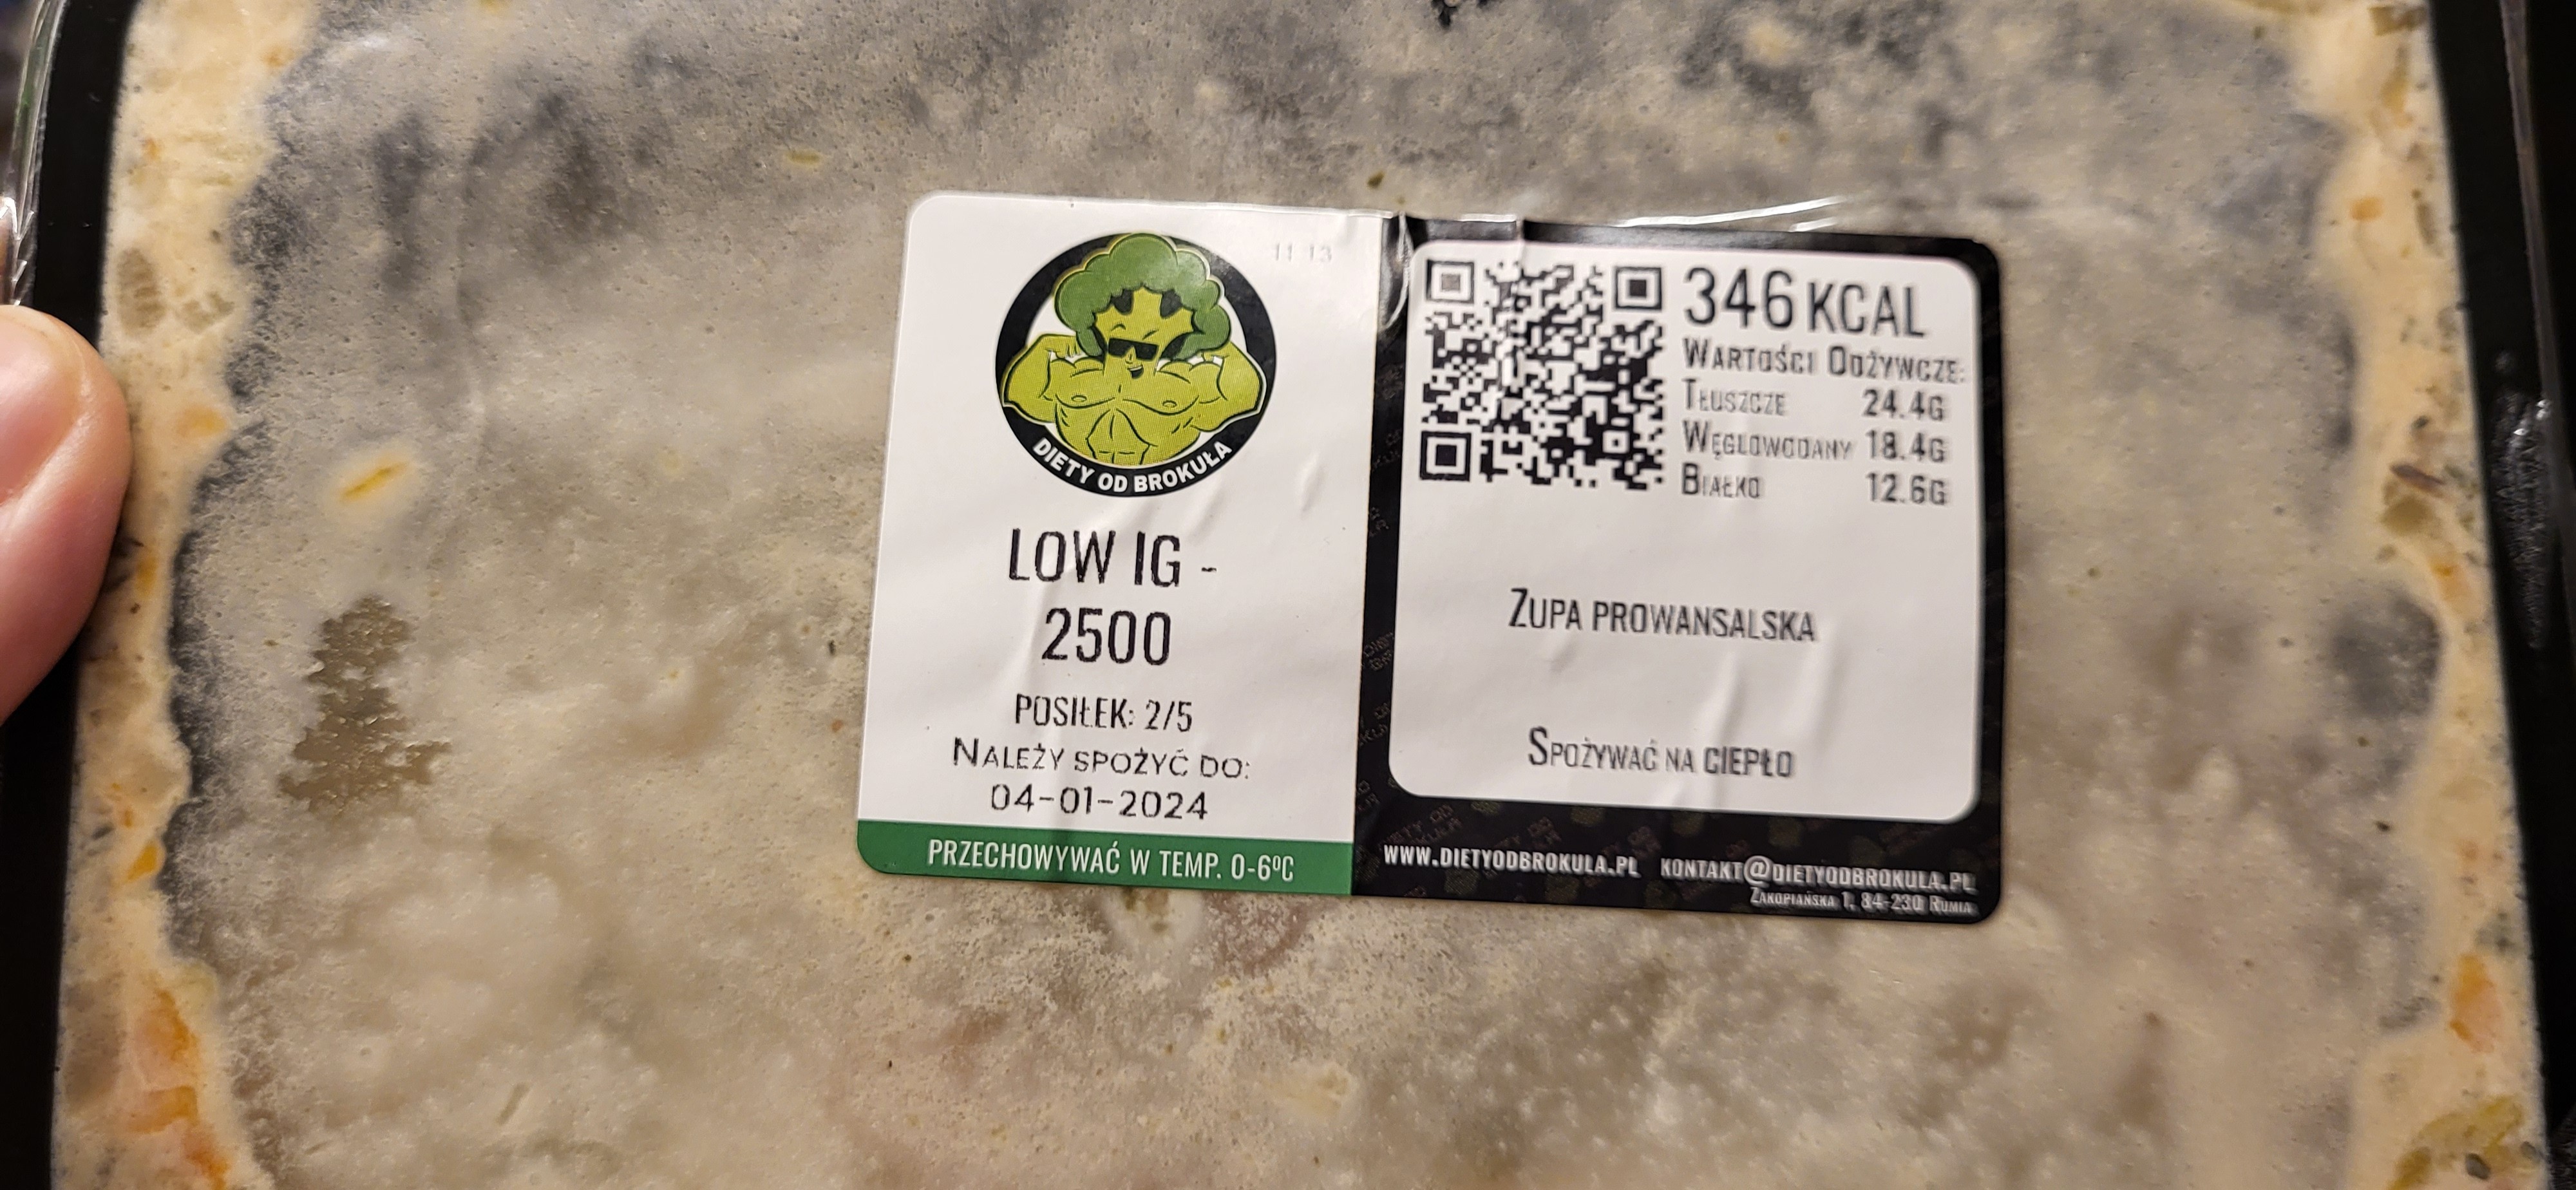 11 13
DIETY OD BROKUŁA
LOW IG -
2500
POSIŁEK: 2/5
NALEŻY SPOŻYĆ DO:
04-01-2024
PRZECHOWYWAĆ W TEMP. 0-6ºC
346 KCAL
WARTOŚCI ODŻYWCZE:
TŁUSZCZE 24.4G
WĘGLOWODANY 18.4G
BIAŁKO 12.6G
ZUPA PROWANSALSKA
SPOŻYWAĆ NA CIEPŁO
WWW.DIETYODBROKULA.PL KONTAKT@DIETYODBROKULA.PL
ZAKOPIAŃSKA 1, 84-230 RUMIA